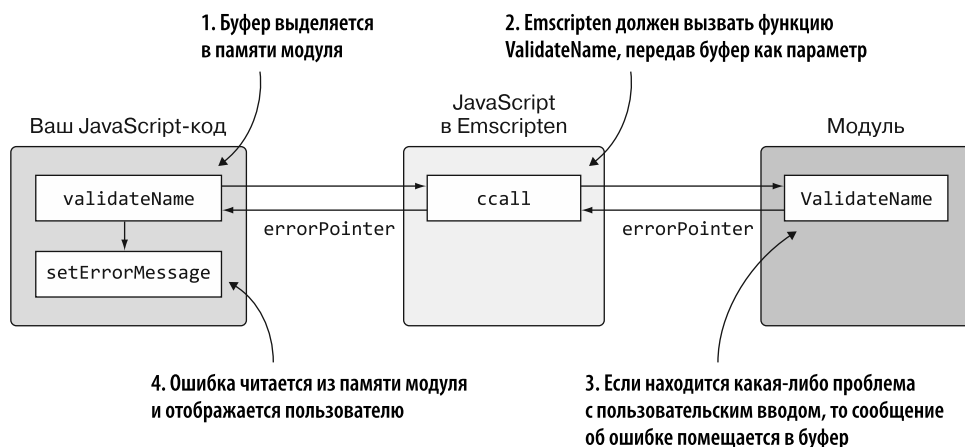 1. Буфер выделяется
в памяти модуля
2. Emscripten должен вызвать функцию
ValidateName, передав буфер как параметр
Ваш JavaScript-код
JavaScript
в Emscripten
Модуль
validateName
ccall
ValidateName
errorPointer
errorPointer
setErrorMessage
4. Ошибка читается из памяти модуля
и отображается пользователю
3. Если находится какая-либо проблема
с пользовательским вводом, то сообщение
об ошибке помещается в буфер